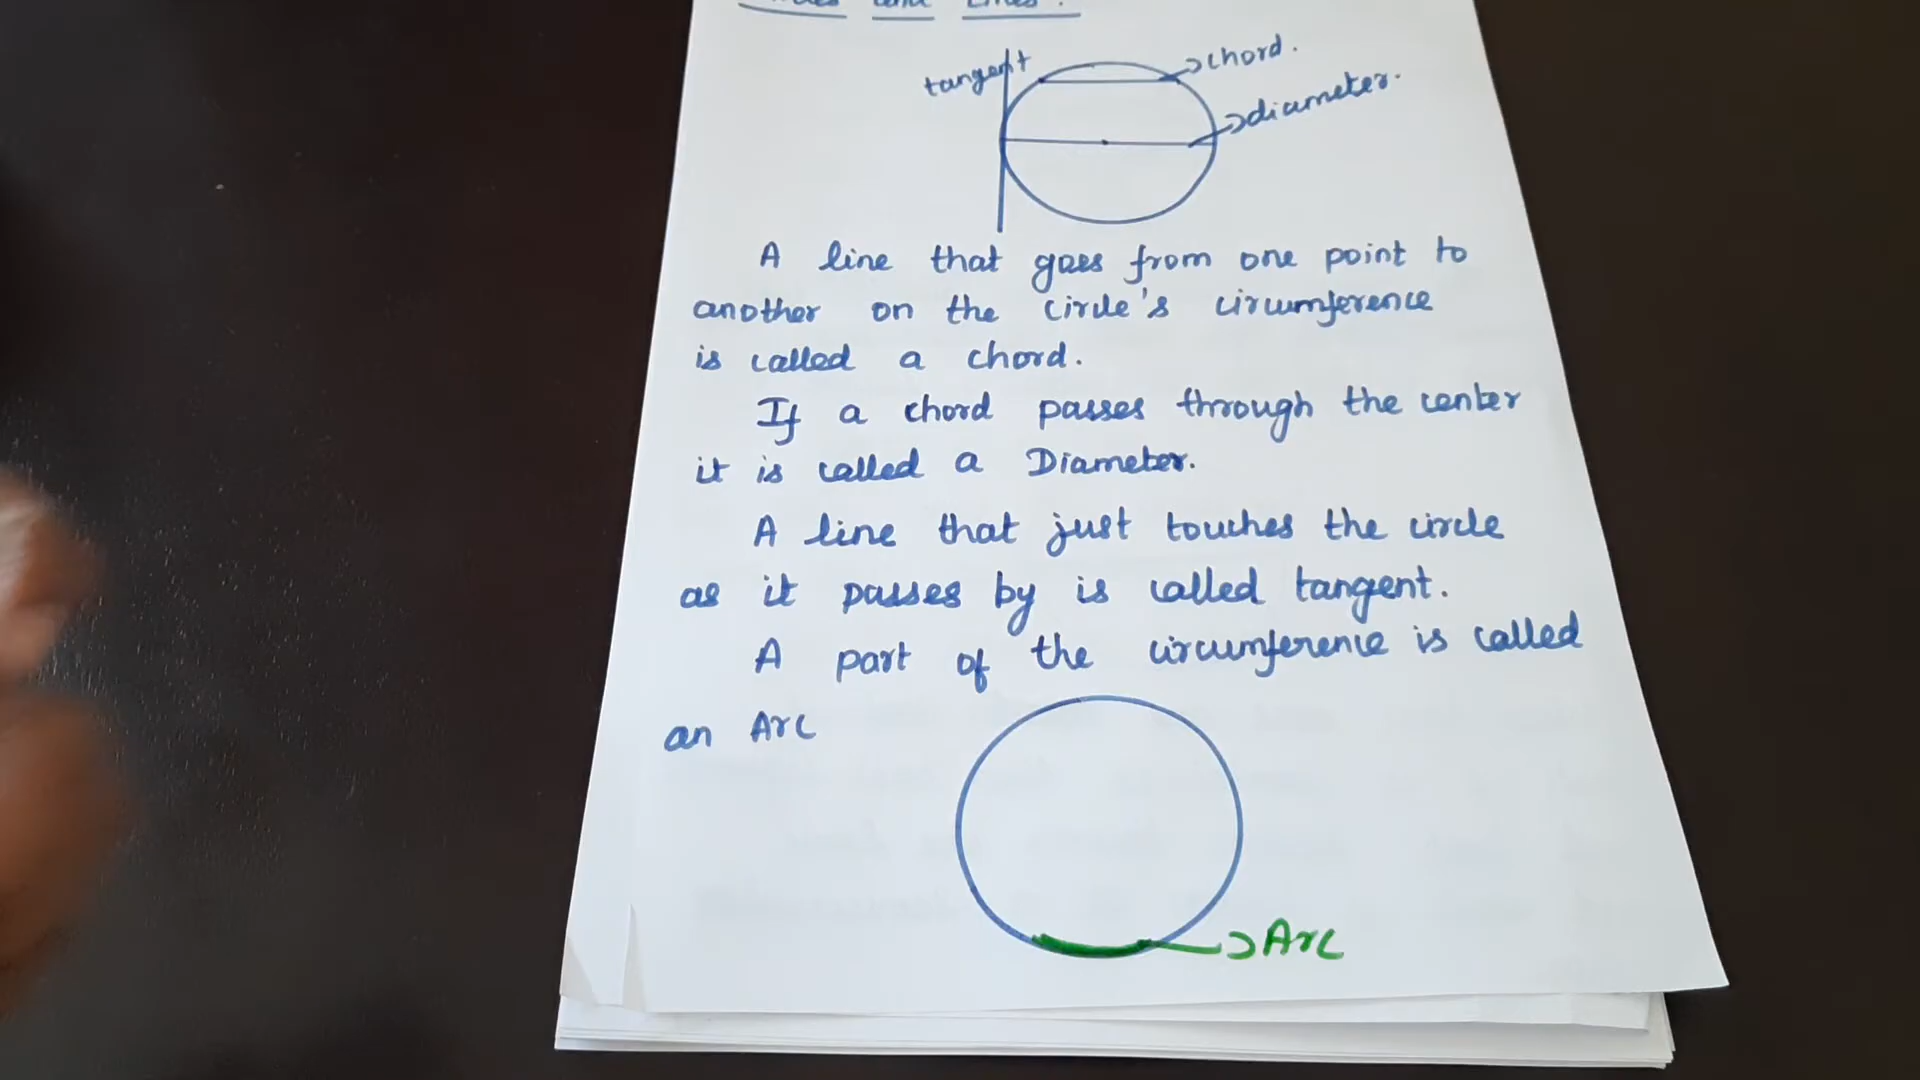 and Lines.
tangent
chord.
diameter.
A line that goes from one point to
another on the circle's circumference
is called a chord.
If a chord passes through the center
it is called a Diameter.
A line that just touches the circle
as it passes by is called tangent.
A part of the circumference is called
an Arc
Arc